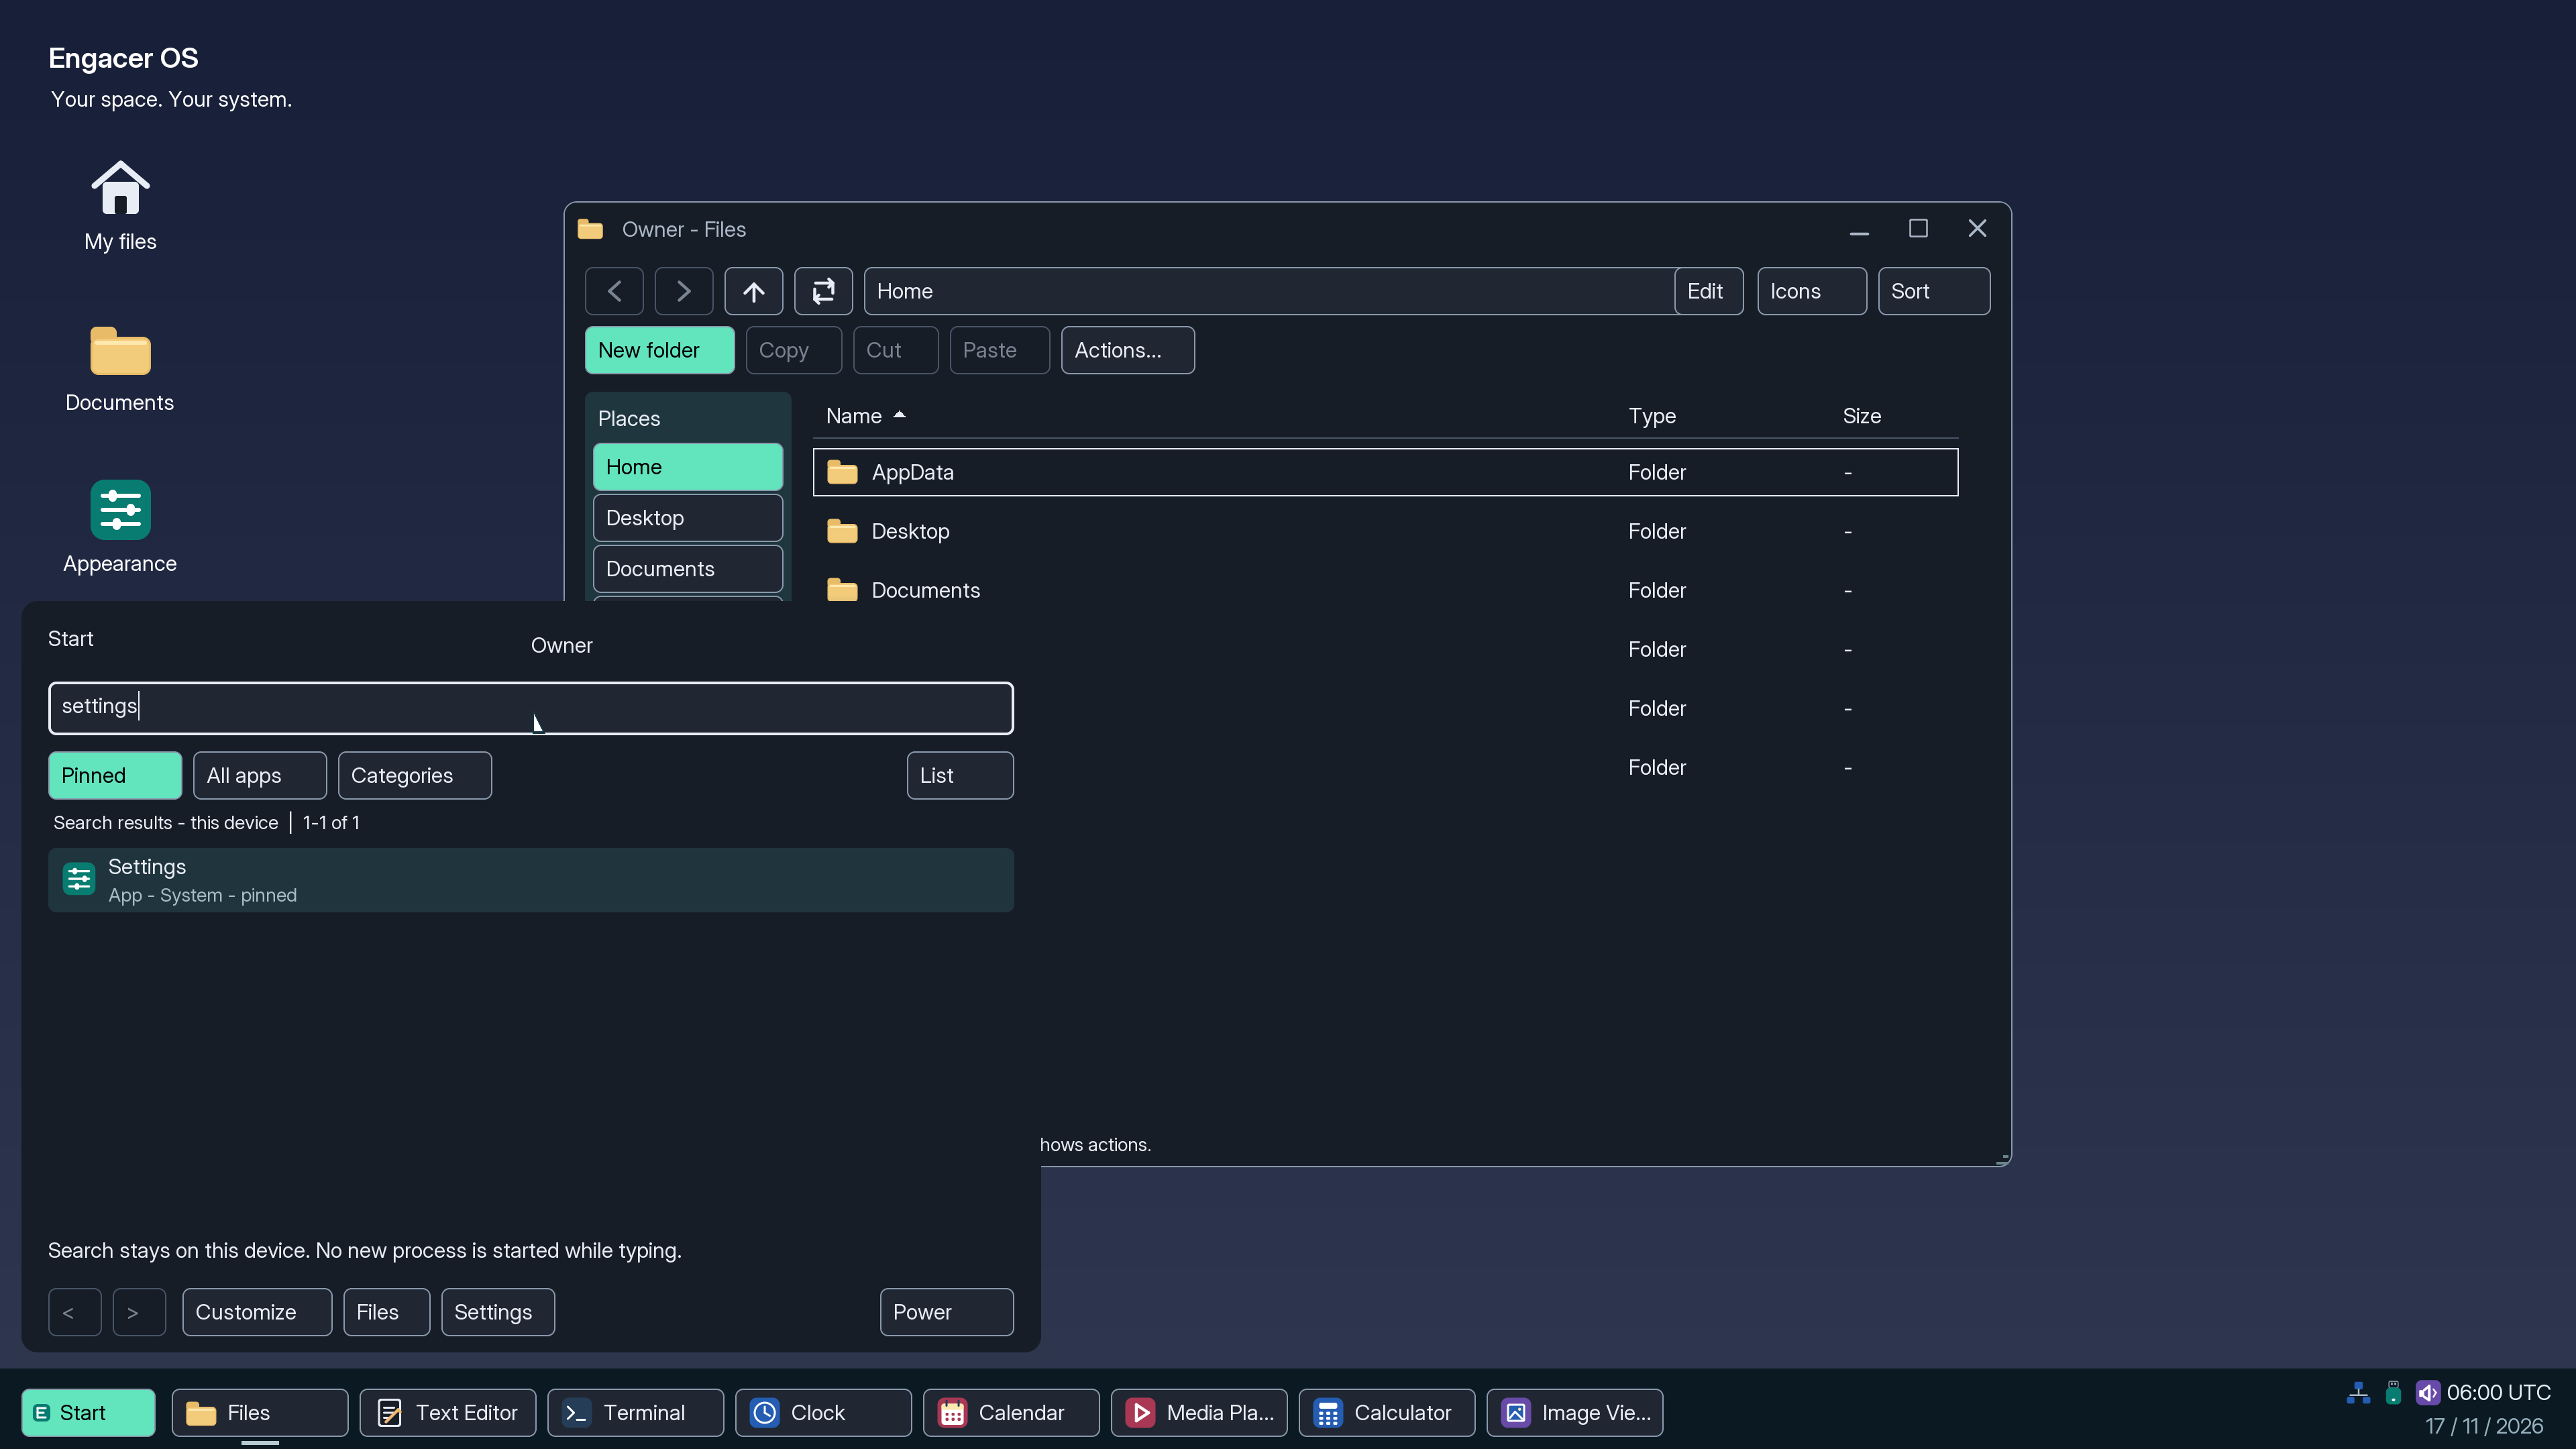 Engacer OS
Your space. Your system.
My files
Documents
Appearance
Owner - Files
Home Edit Icons Sort
New folder Copy Cut Paste Actions...
Places
Home
Desktop
Documents
Name Type Size
AppData Folder -
Desktop Folder -
Documents Folder -
Folder -
Folder -
Folder -
hows actions.
Start
Owner
settings
Pinned All apps Categories List
Search results - this device | 1-1 of 1
Settings
App - System - pinned
Search stays on this device. No new process is started while typing.
< > Customize Files Settings Power
E Start Files Text Editor Terminal Clock Calendar Media Pla... Calculator Image Vie...
06:00 UTC
17 / 11 / 2026